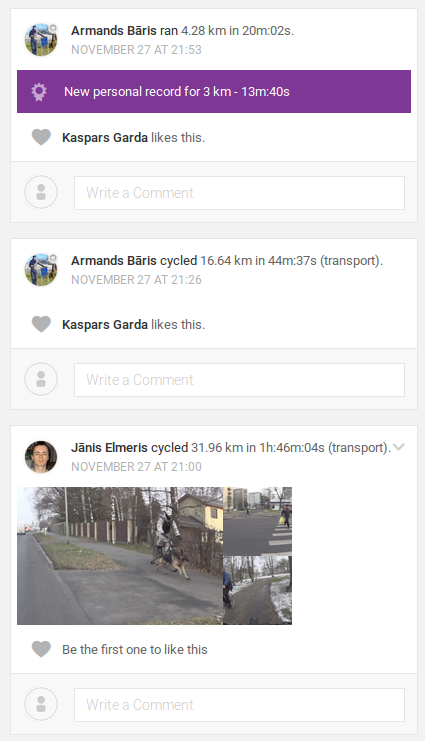 Armands Bāris ran 4.28 km in 20m:02s.
NOVEMBER 27 AT 21:53
New personal record for 3 km - 13m:40s
Kaspars Garda likes this.
Write a Comment
Armands Bāris cycled 16.64 km in 44m:37s (transport).
NOVEMBER 27 AT 21:26
Kaspars Garda likes this.
Write a Comment
Jānis Elmeris cycled 31.96 km in 1h:46m:04s (transport).
NOVEMBER 27 AT 21:00
Be the first one to like this
Write a Comment